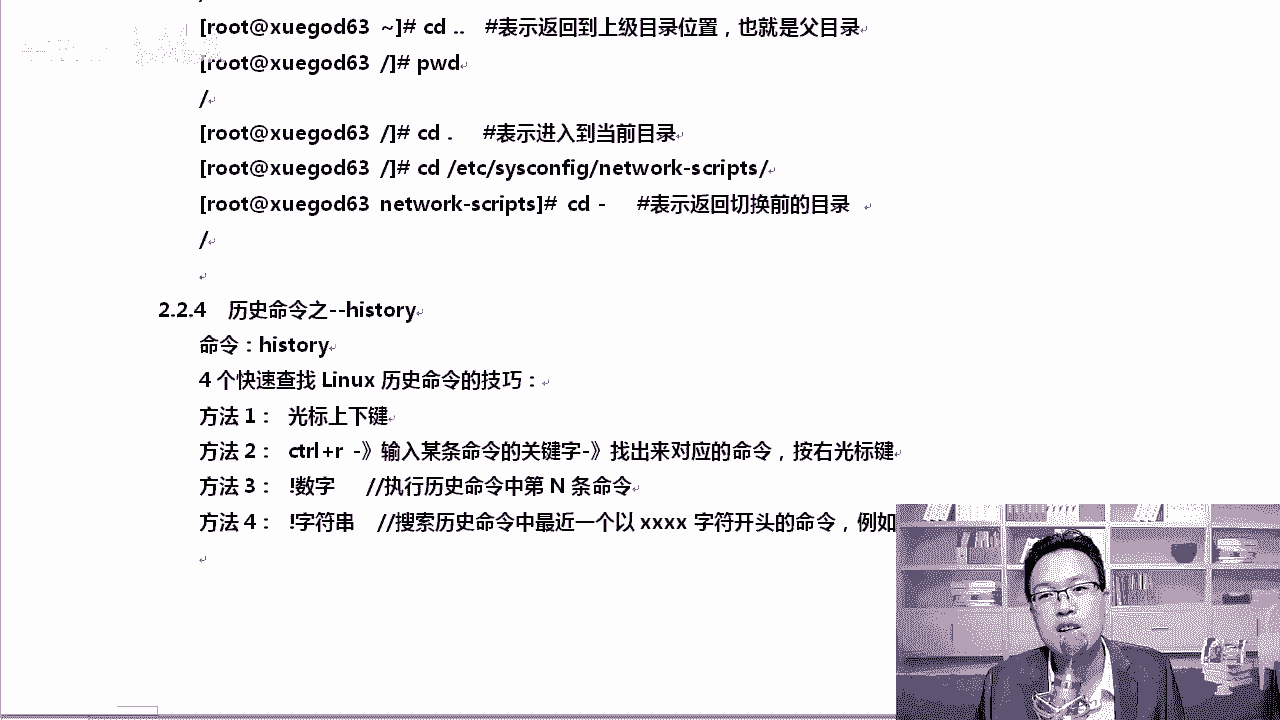 [root@xuegod63 ~]# cd ..   #表示返回到上级目录位置，也就是父目录
[root@xuegod63 /]# pwd
/
[root@xuegod63 /]# cd .    #表示进入到当前目录
[root@xuegod63 /]# cd /etc/sysconfig/network-scripts/
[root@xuegod63 network-scripts]# cd -    #表示返回切换前的目录
/
2.2.4 历史命令之--history
命令：history
4 个快速查找 Linux 历史命令的技巧：
方法 1： 光标上下键
方法 2： ctrl+r -》输入某条命令的关键字-》找出来对应的命令，按右光标键
方法 3： !数字    //执行历史命令中第 N 条命令
方法 4： !字符串   //搜索历史命令中最近一个以 xxxx 字符开头的命令，例如